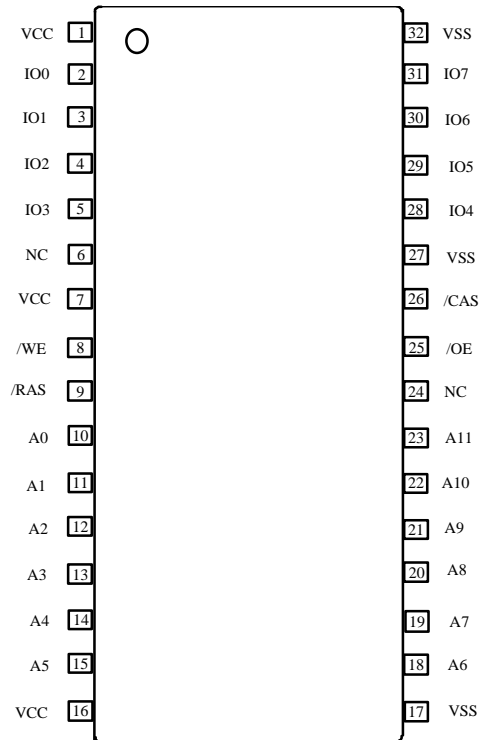 VCC 1 32 VSS
IO0 2 31 IO7
IO1 3 30 IO6
IO2 4 29 IO5
IO3 5 28 IO4
NC 6 27 VSS
VCC 7 26 /CAS
/WE 8 25 /OE
/RAS 9 24 NC
A0 10 23 A11
A1 11 22 A10
A2 12 21 A9
A3 13 20 A8
A4 14 19 A7
A5 15 18 A6
VCC 16 17 VSS